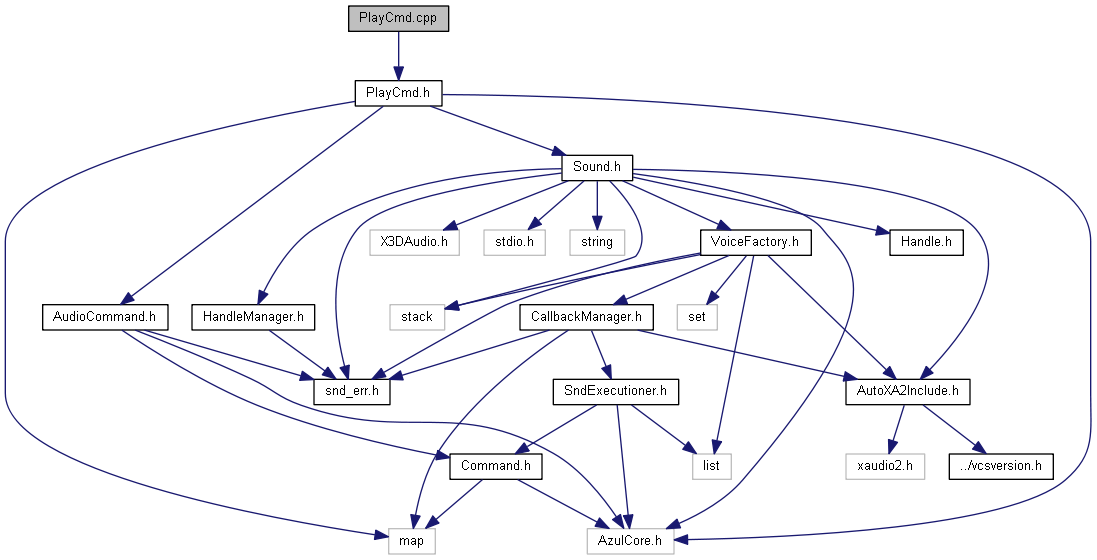 PlayCmd.cpp
PlayCmd.h
Sound.h
X3DAudio.h
stdio.h
string
VoiceFactory.h
Handle.h
AudioCommand.h
HandleManager.h
stack
CallbackManager.h
set
snd_err.h
SndExecutioner.h
AutoXA2Include.h
Command.h
list
xaudio2.h
../vcsversion.h
map
AzulCore.h